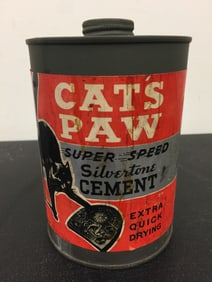 CAT'S
PAW
SUPER-SPEED
Silvertone
CEMENT
EXTRA
QUICK
DRYING